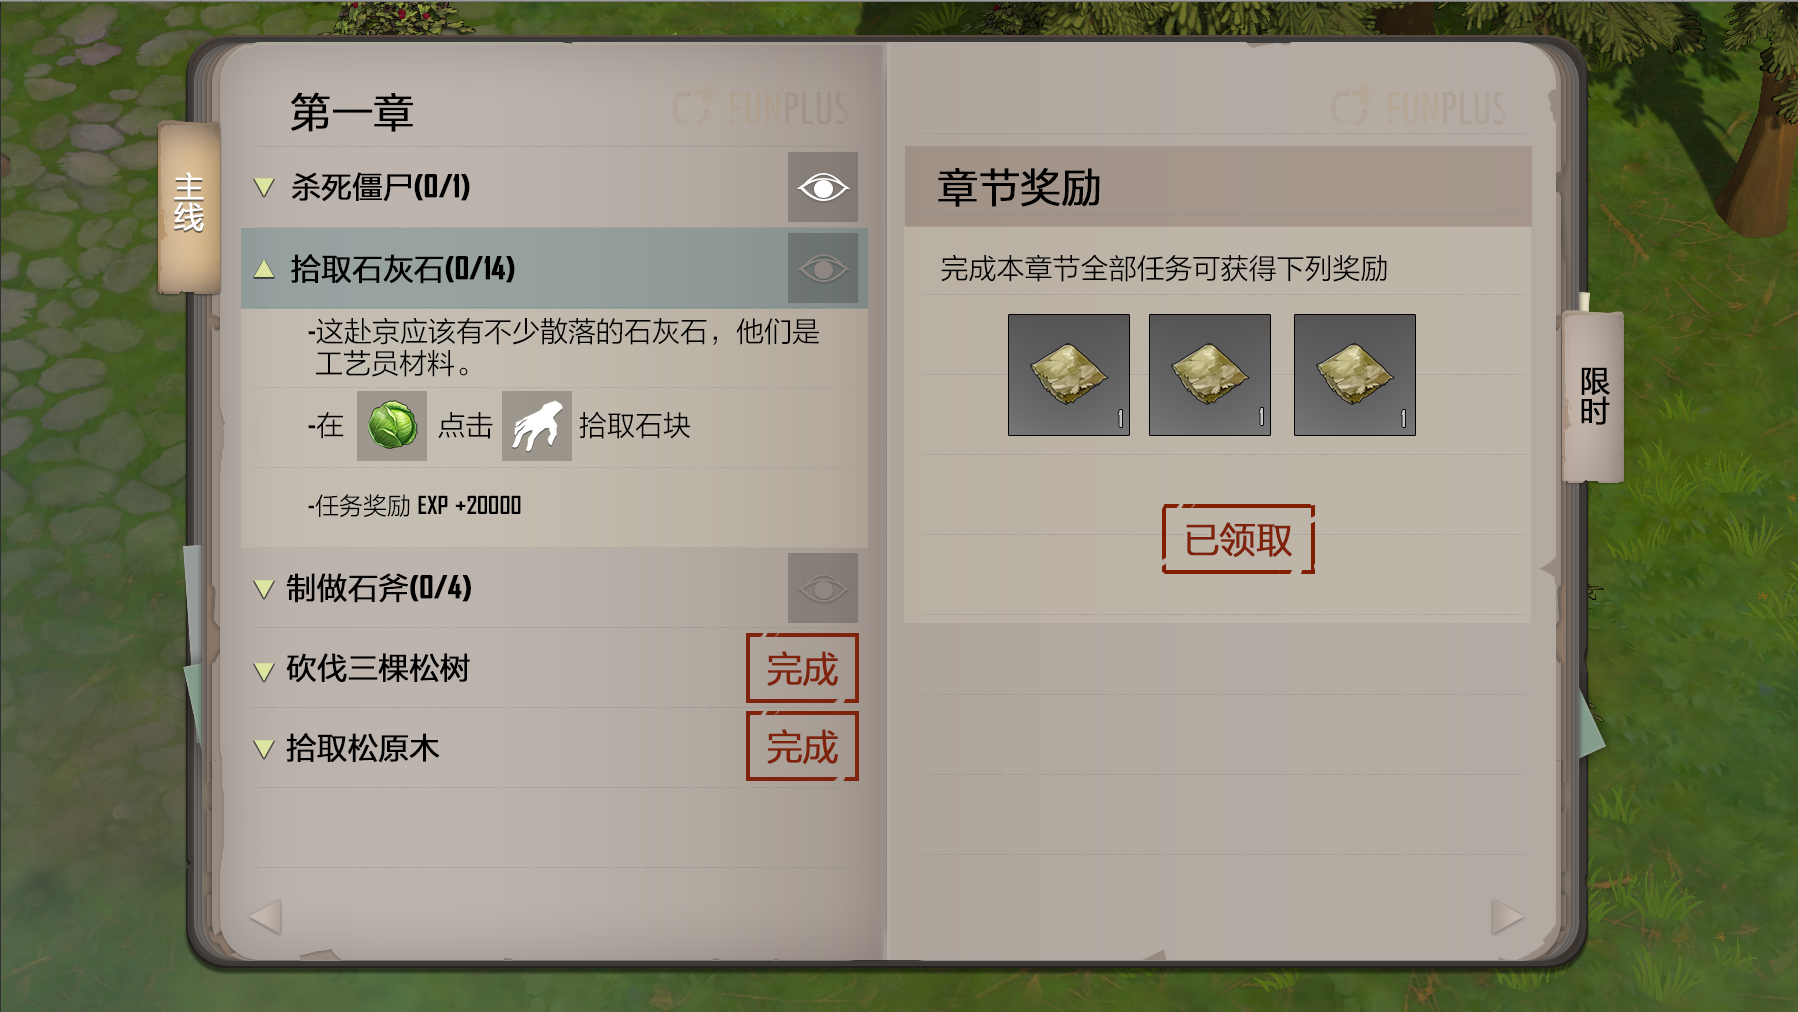 第一章
FUNPLUS
主线
杀死僵尸(0/1)
拾取石灰石(0/14)
-这赴京应该有不少散落的石灰石，他们是
工艺员材料。
-在 点击 拾取石块
-任务奖励 EXP +20000
制做石斧(0/4)
砍伐三棵松树
完成
拾取松原木
完成
FUNPLUS
章节奖励
完成本章节全部任务可获得下列奖励
1 1 1
已领取
限时